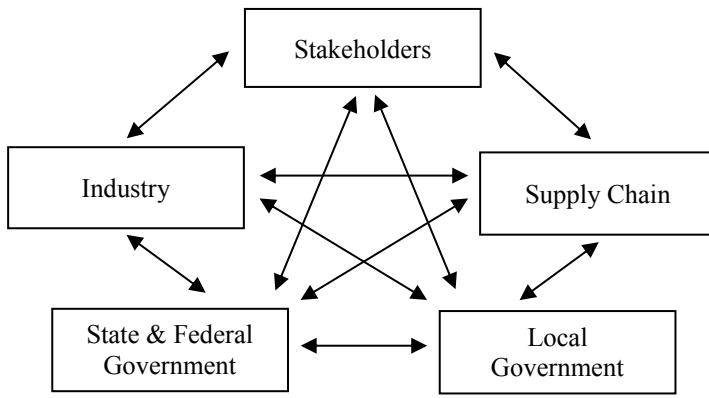 Stakeholders
Industry
Supply Chain
State & Federal
Government
Local
Government